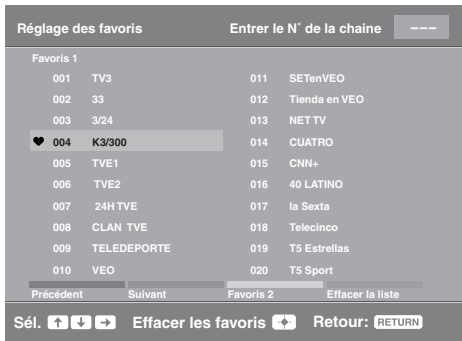 Réglage des favoris Entrer le N° de la chaine ---
Favoris 1
001 TV3 011 SETenVEO
002 33 012 Tienda en VEO
003 3/24 013 NET TV
004 K3/300 014 CUATRO
005 TVE1 015 CNN+
006 TVE2 016 40 LATINO
007 24H TVE 017 la Sexta
008 CLAN TVE 018 Telecinco
009 TELEDEPORTE 019 T5 Estrellas
010 VEO 020 T5 Sport
Précédent Suivant Favoris 2 Effacer la liste
Sél. Effacer les favoris Retour: RETURN